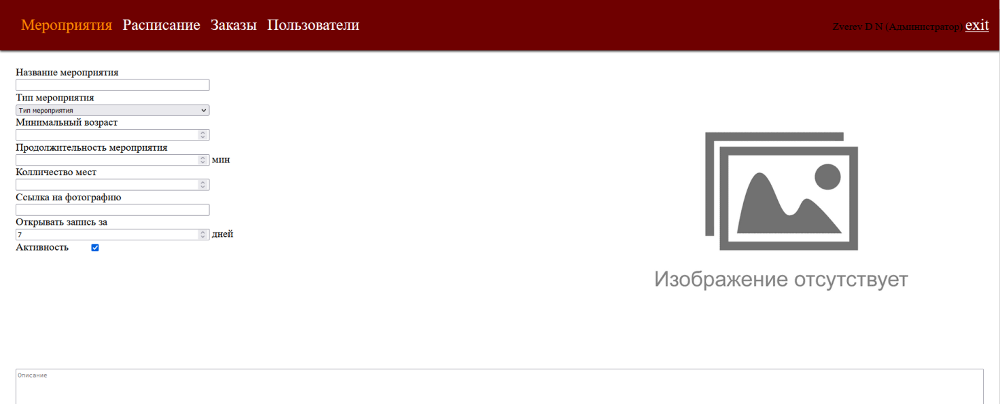 Мероприятия Расписание Заказы Пользователи Zverev D N (Администратор) exit
Название мероприятия
Тип мероприятия
Тип мероприятия
Минимальный возраст
Продолжительность мероприятия
мин
Колличество мест
Ссылка на фотографию
Открывать запись за
7 дней
Активность
Изображение отсутствует
Описание